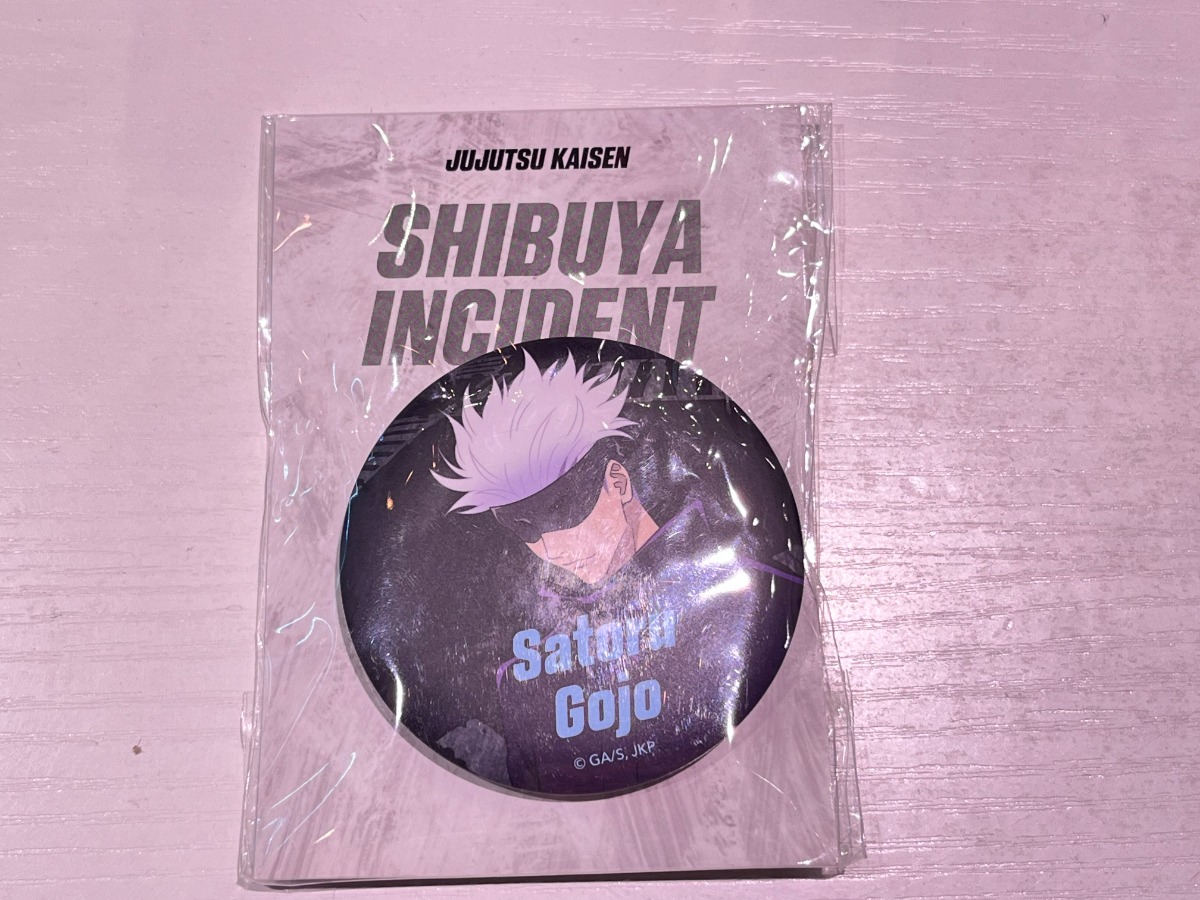 JUJUTSU KAISEN
SHIBUYA
INCIDENT
Satoru
Gojo
© GA/S, JKP